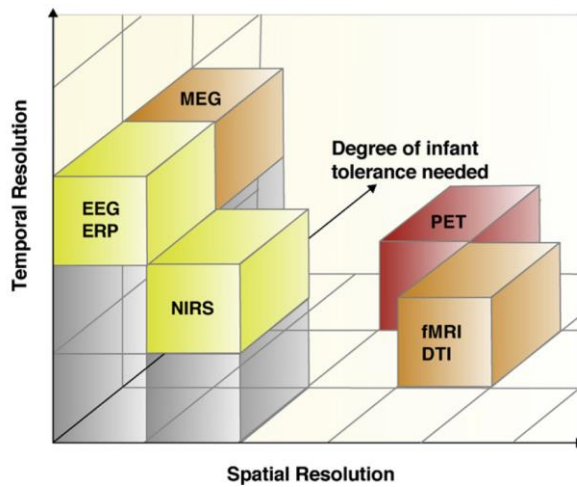 MEG
Degree of infant
tolerance needed
EEG
ERP
PET
NIRS
fMRI
DTI
Temporal Resolution
Spatial Resolution